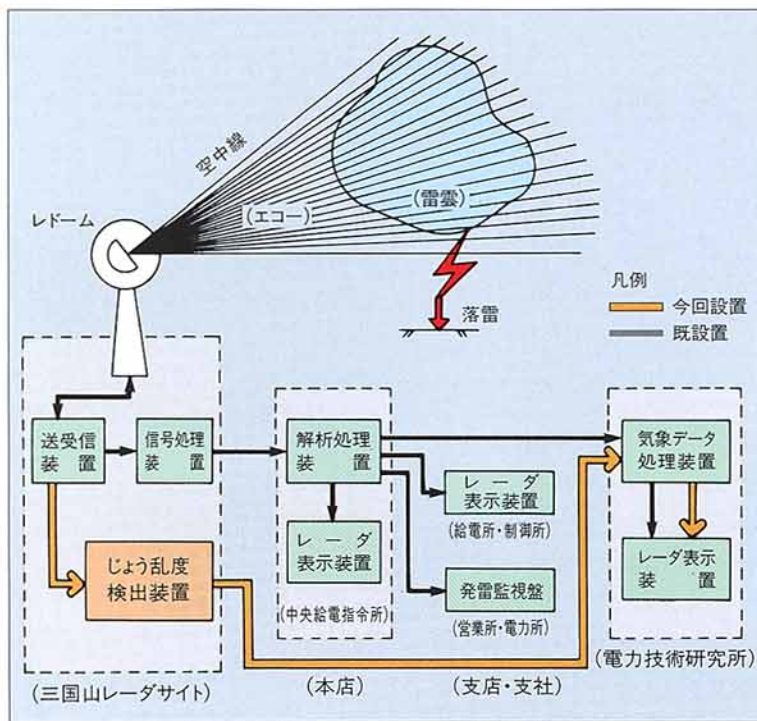 空中線
レドーム
(エコー)
(雷雲)
落雷
凡例
今回設置
既設置
送受信
装置
信号処理
装置
解析処理
装置
気象データ
処理装置
レーダ
表示装置
(給電所・制御所)
レーダ
表示装置
(中央給電指令所)
じょう乱度
検出装置
発雷監視盤
(営業所・電力所)
レーダ表示
装置
(電力技術研究所)
(三国山レーダサイト)
(本店)
(支店・支社)